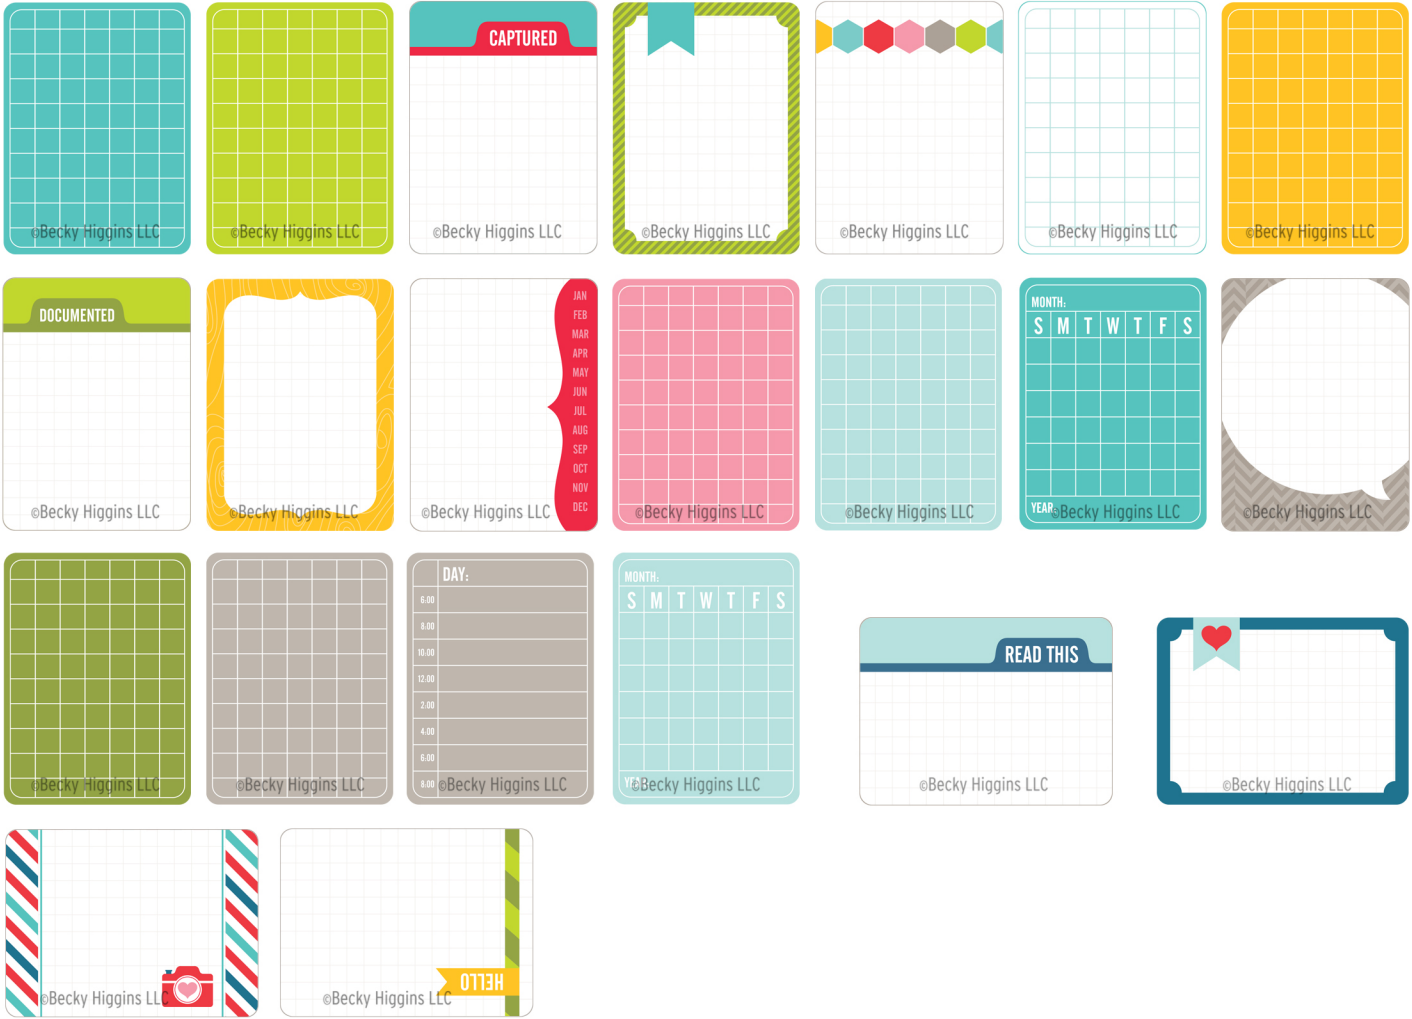 ©Becky Higgins LLC
©Becky Higgins LLC
CAPTURED
©Becky Higgins LLC
©Becky Higgins LLC
©Becky Higgins LLC
©Becky Higgins LLC
©Becky Higgins LLC
DOCUMENTED
©Becky Higgins LLC
©Becky Higgins LLC
JAN
FEB
MAR
APR
MAY
JUN
JUL
AUG
SEP
OCT
NOV
DEC
©Becky Higgins LLC
©Becky Higgins LLC
©Becky Higgins LLC
MONTH:
S M T W T F S
YEAR:
©Becky Higgins LLC
©Becky Higgins LLC
©Becky Higgins LLC
©Becky Higgins LLC
DAY:
6:00
8:00
10:00
12:00
2:00
4:00
6:00
8:00
©Becky Higgins LLC
MONTH:
S M T W T F S
YEAR:
©Becky Higgins LLC
READ THIS
©Becky Higgins LLC
©Becky Higgins LLC
©Becky Higgins LLC
HELLO
©Becky Higgins LLC